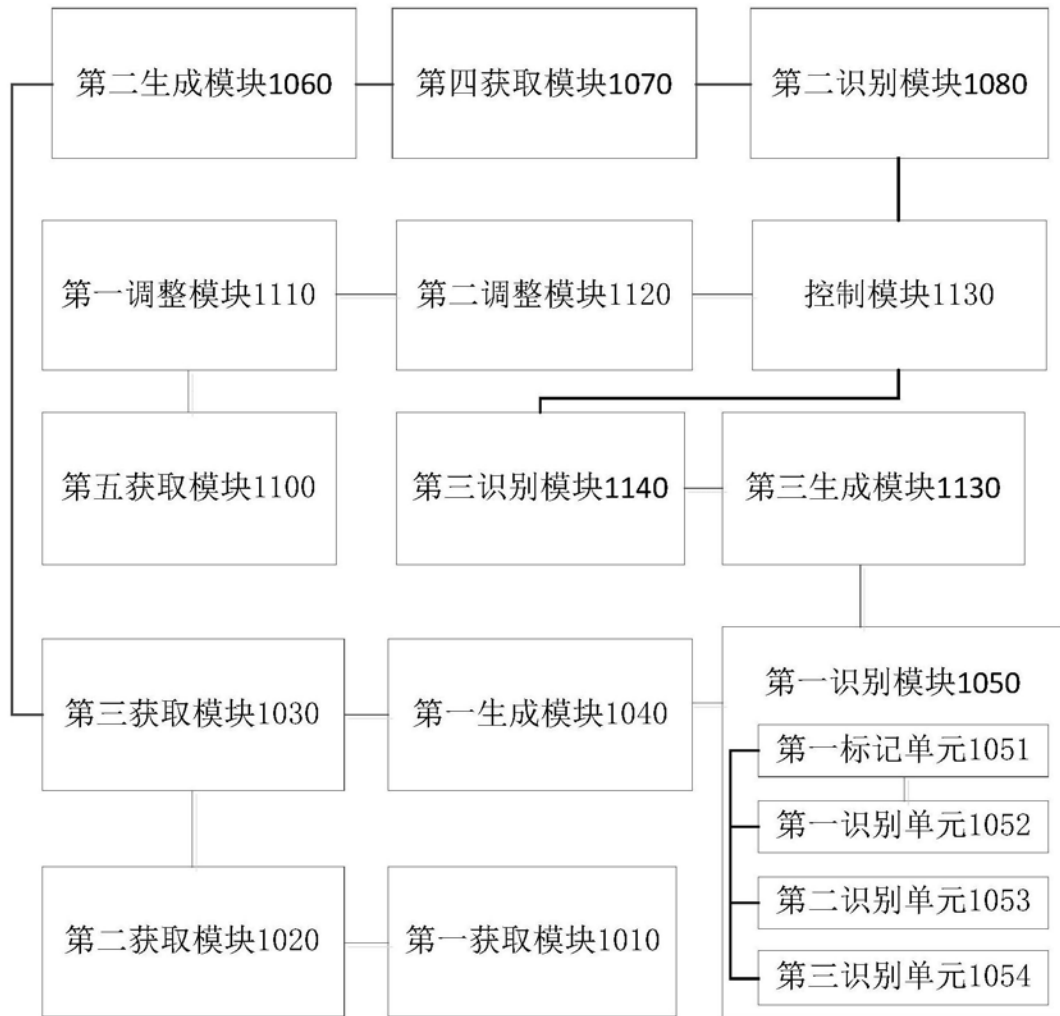 第二生成模块1060
第四获取模块1070
第二识别模块1080
第一调整模块1110
第二调整模块1120
控制模块1130
第五获取模块1100
第三识别模块1140
第三生成模块1130
第三获取模块1030
第一生成模块1040
第一识别模块1050
第一标记单元1051
第一识别单元1052
第二识别单元1053
第三识别单元1054
第二获取模块1020
第一获取模块1010